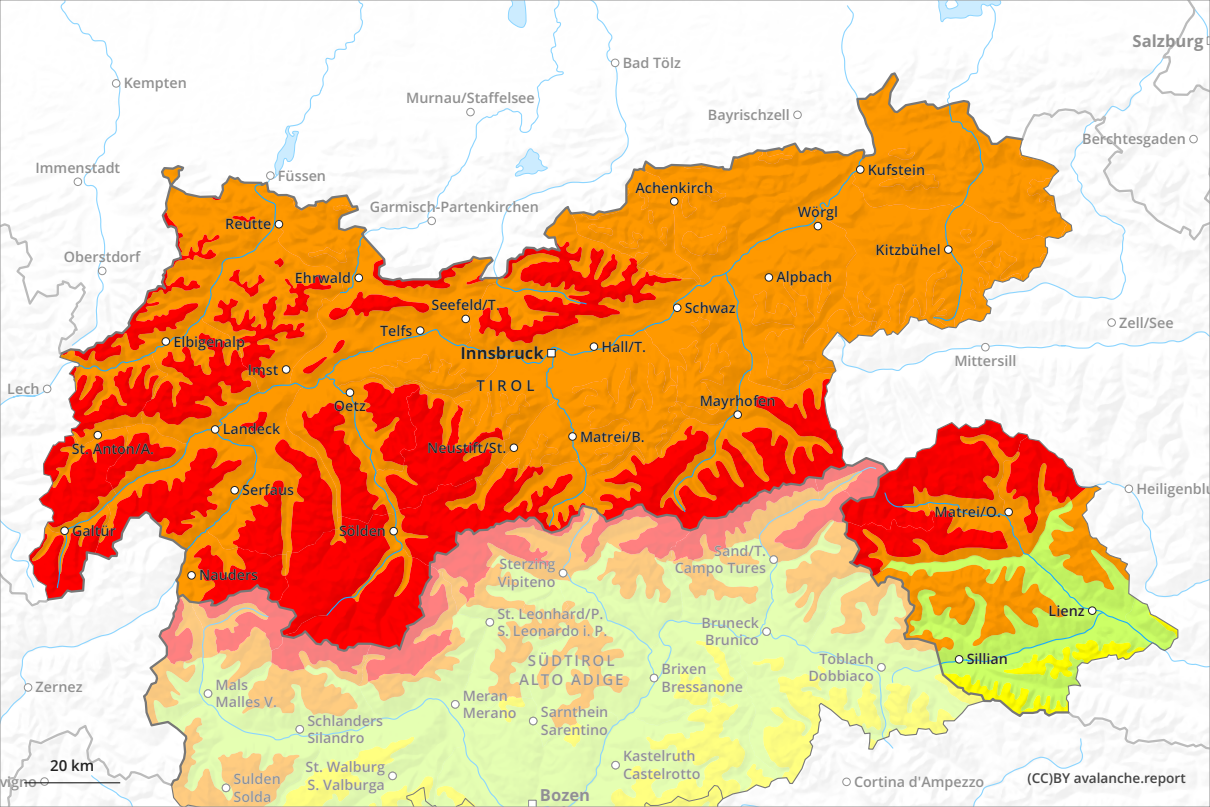 Salzburg
Bad Tölz
Kempten
Murnau/Staffelsee
Bayrischzell
Berchtesgaden
Immenstadt
Füssen
Kufstein
Achenkirch
Garmisch-Partenkirchen
Wörgl
Reutte
Kitzbühel
Oberstdorf
Ehrwald
Alpbach
Seefeld/T.
Schwaz
Telfs
Zell/See
Elbigenalp
Innsbruck
Hall/T.
Mittersill
Imst
TIROL
Lech
Oetz
Mayrhofen
Landeck
Matrei/B.
St. Anton/A.
Neustift/St.
Serfaus
Heiligenblu
Matrei/O.
Galtür
Sölden
Sand/T.
Campo Tures
Sterzing
Vipiteno
Nauders
St. Leonhard/P.
S. Leonardo i. P.
Lienz
Bruneck
Brunico
SÜDTIROL
ALTO ADIGE
Sillian
Toblach
Dobbiaco
Brixen
Bressanone
Zernez
Mals
Malles V.
Meran
Merano
Sarnthein
Sarentino
Schlanders
Silandro
Kastelruth
Castelrotto
St. Walburg
S. Valburga
20 km
vigno
Sulden
Solda
Cortina d'Ampezzo
(CC)BY avalanche.report
Bozen